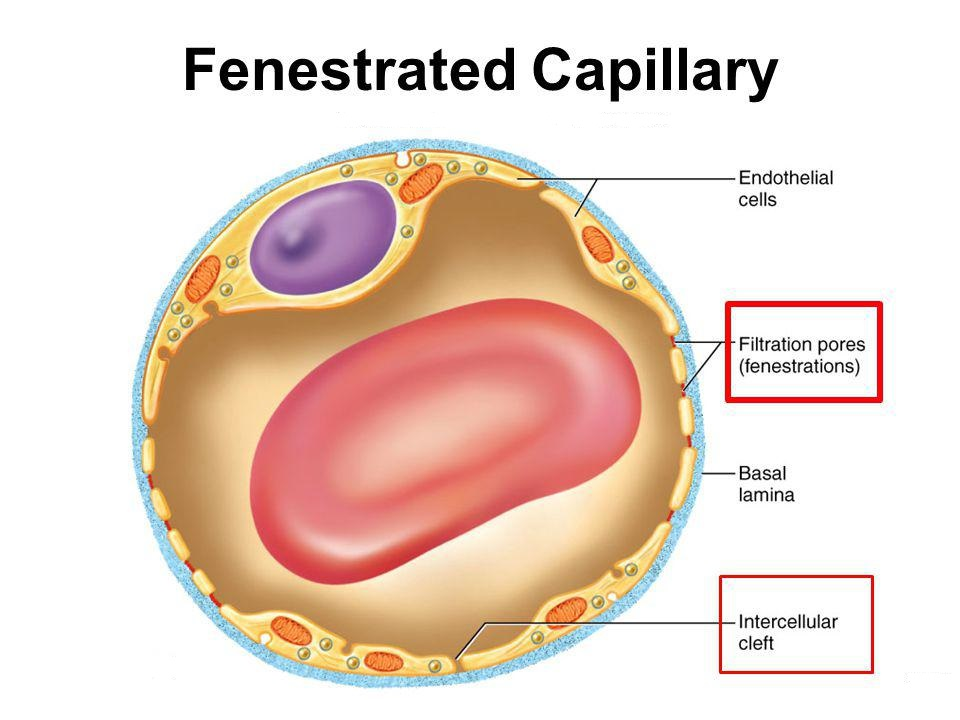 Fenestrated Capillary
Endothelial
cells
Filtration pores
(fenestrations)
Basal
lamina
Intercellular
cleft